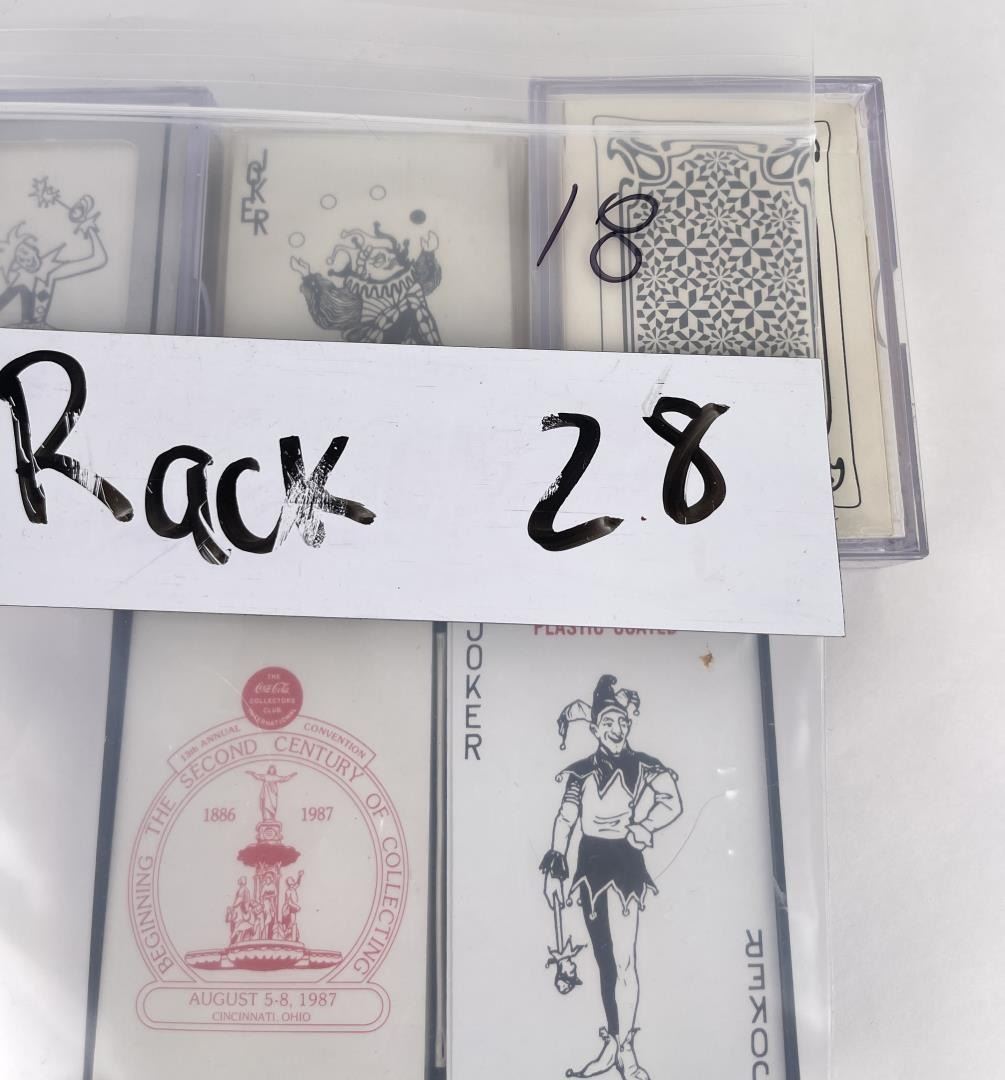 JOKER
18
Rack 28
THE
Coca-Cola
COLLECTORS
CLUB
INTERNATIONAL
13th ANNUAL CONVENTION
BEGINNING THE SECOND CENTURY OF COLLECTING
1886 1987
AUGUST 5-8, 1987
CINCINNATI, OHIO
PLASTIC COATED
JOKER
JOKER